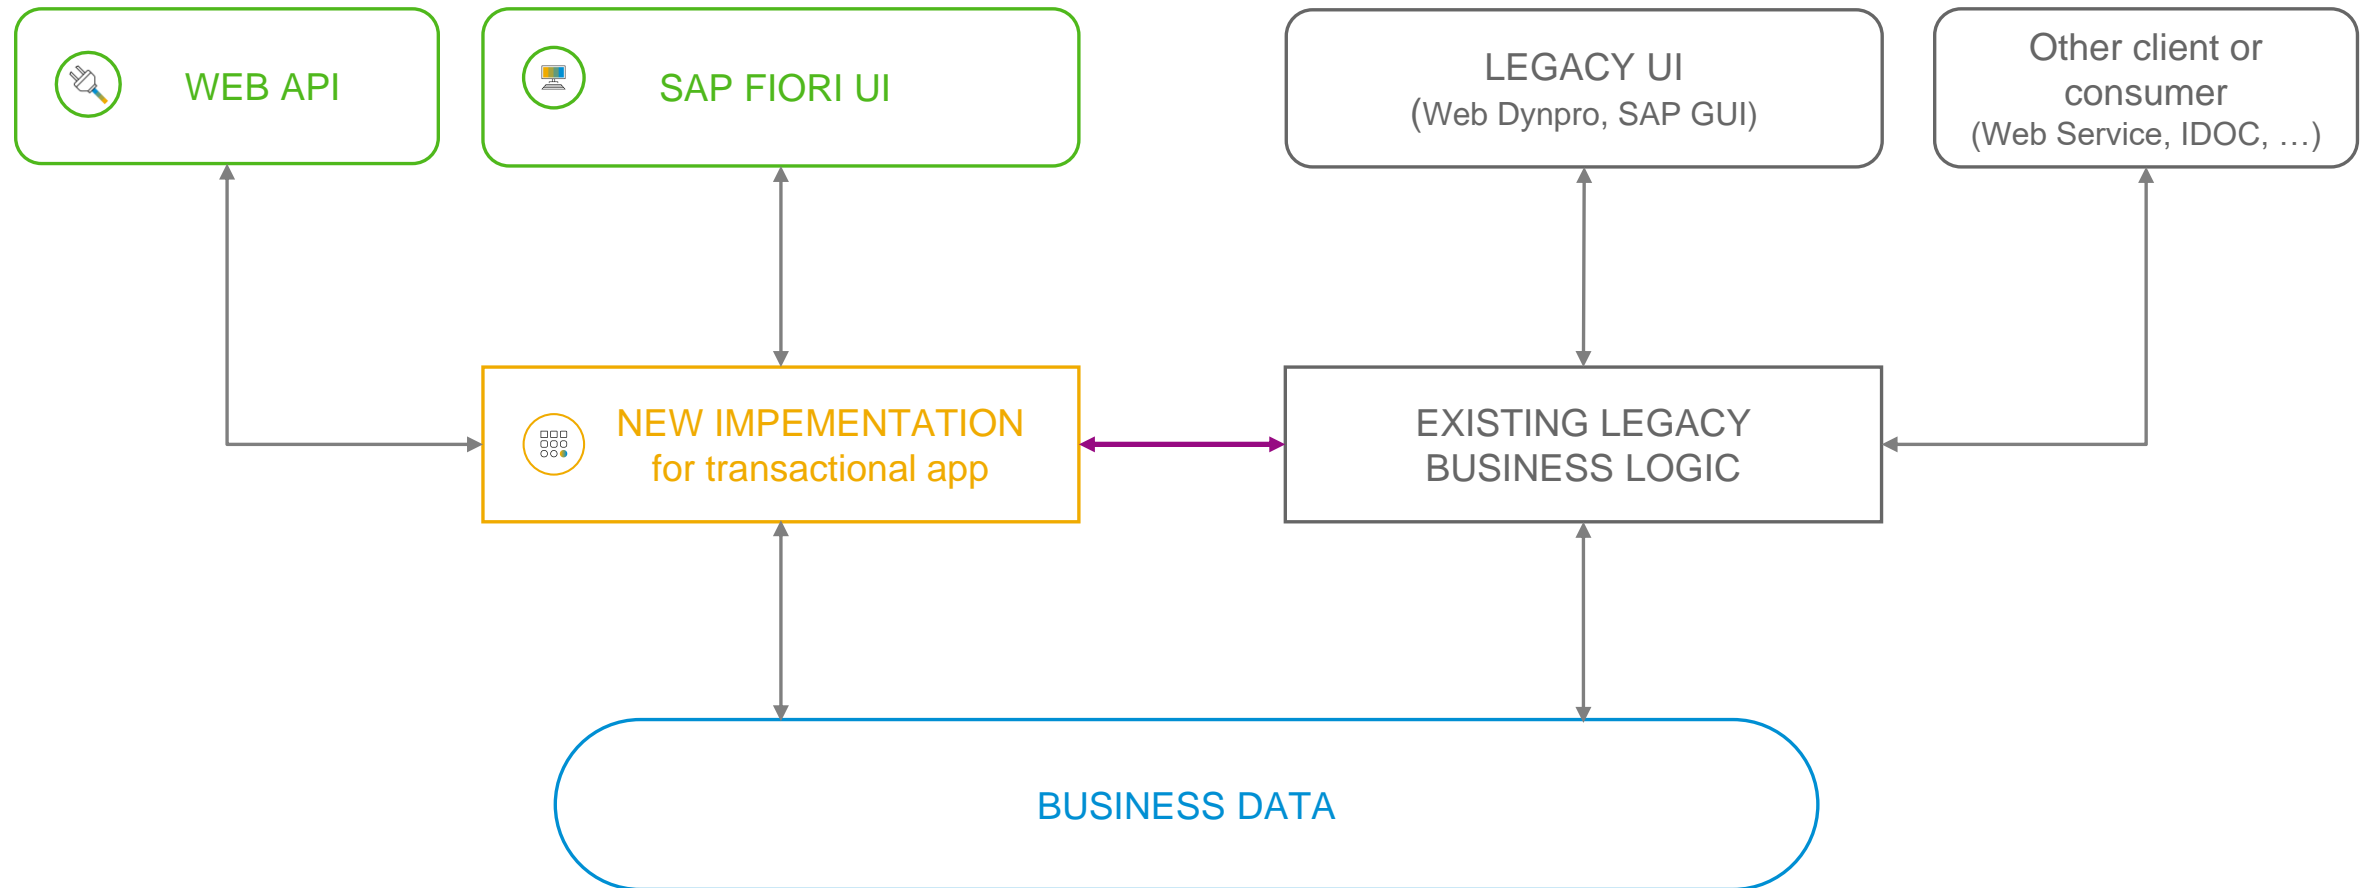 WEB API
SAP FIORI UI
LEGACY UI
(Web Dynpro, SAP GUI)
Other client or
consumer
(Web Service, IDOC, …)
NEW IMPEMENTATION
for transactional app
EXISTING LEGACY
BUSINESS LOGIC
BUSINESS DATA